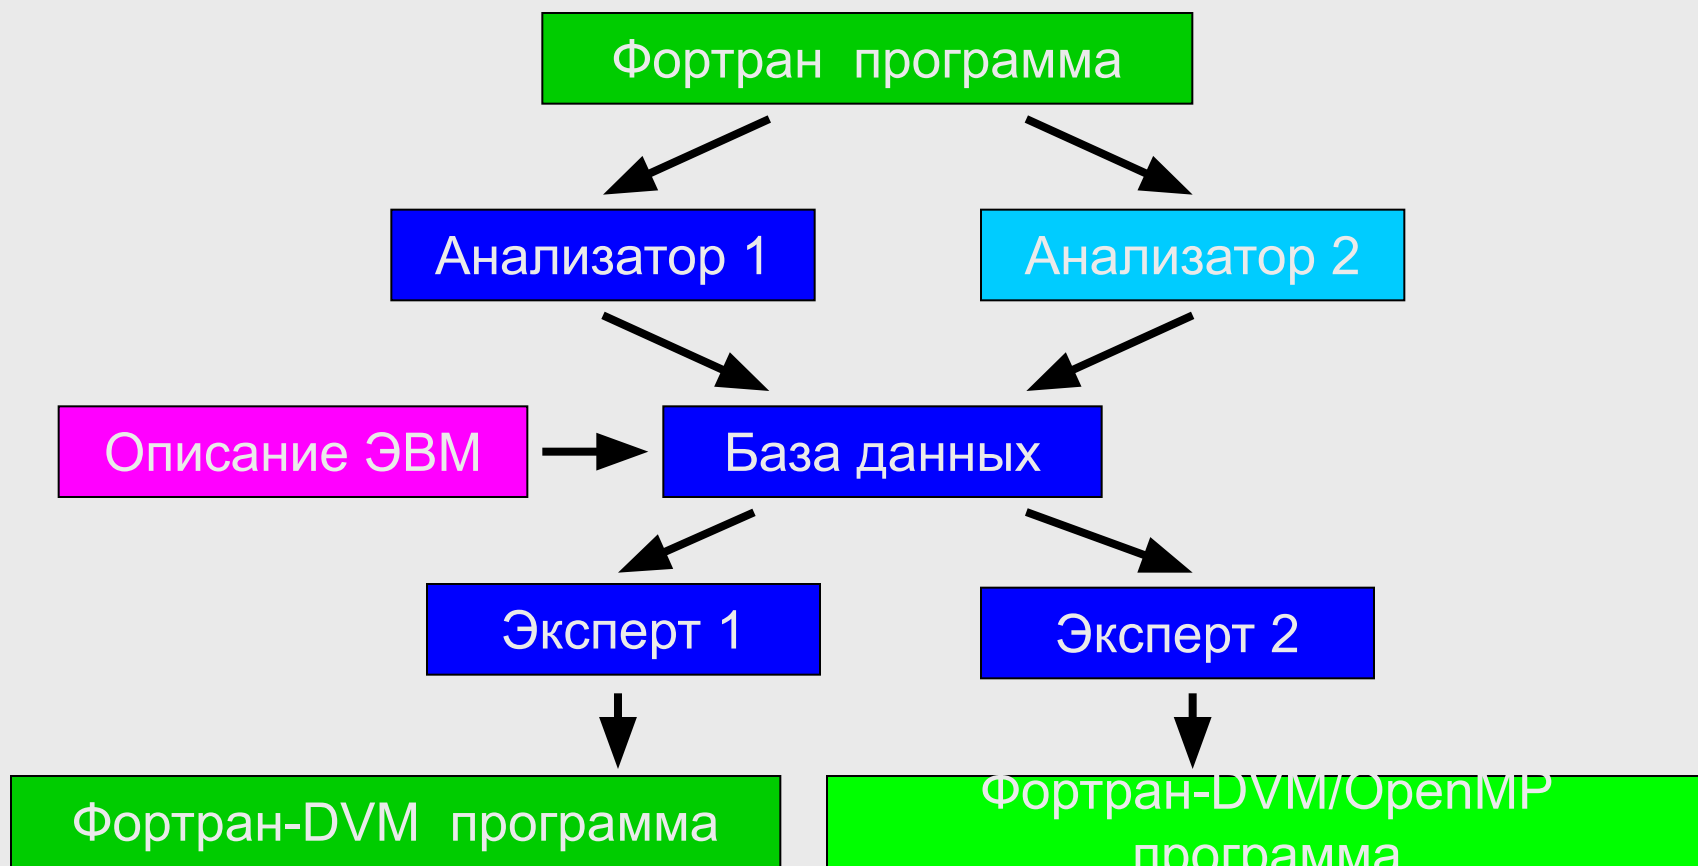 Фортран программа
Анализатор 1
Анализатор 2
Описание ЭВМ
База данных
Эксперт 1
Эксперт 2
Фортран-DVM программа
Фортран-DVM/OpenMP
программа